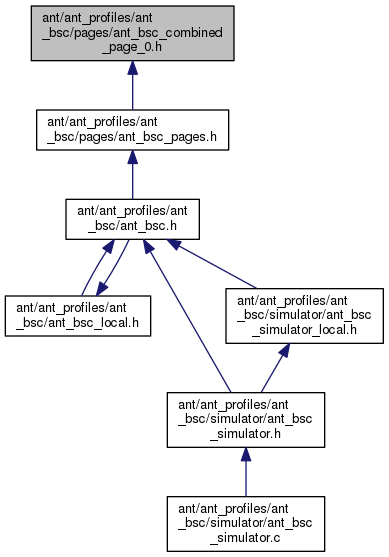 ant/ant_profiles/ant
_bsc/pages/ant_bsc_combined
_page_0.h
ant/ant_profiles/ant
_bsc/pages/ant_bsc_pages.h
ant/ant_profiles/ant
_bsc/ant_bsc.h
ant/ant_profiles/ant
_bsc/ant_bsc_local.h
ant/ant_profiles/ant
_bsc/simulator/ant_bsc
_simulator_local.h
ant/ant_profiles/ant
_bsc/simulator/ant_bsc
_simulator.h
ant/ant_profiles/ant
_bsc/simulator/ant_bsc
_simulator.c